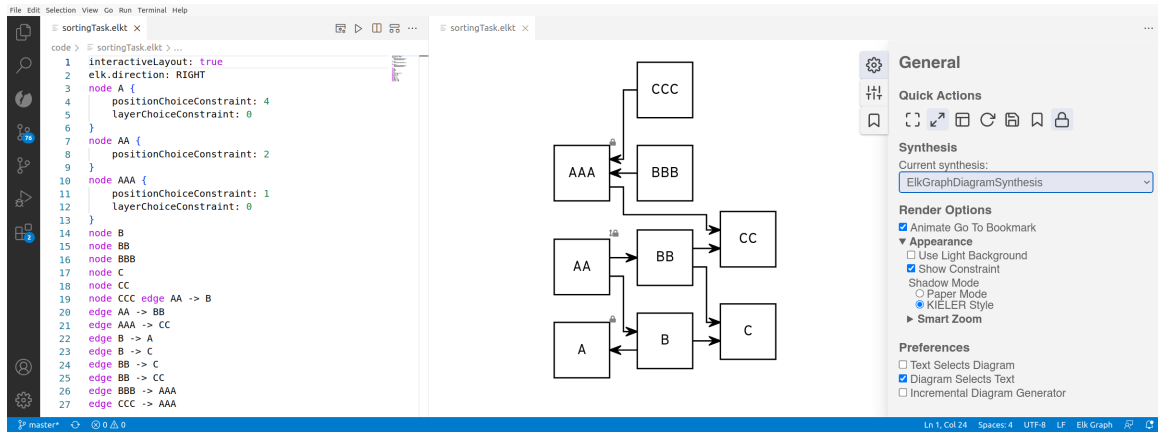 File Edit Selection View Go Run Terminal Help
sortingTask.elkt ×
sortingTask.elkt ×
code > sortingTask.elkt > ...
1 interactiveLayout: true
2 elk.direction: RIGHT
3 node A {
4 positionChoiceConstraint: 4
5 layerChoiceConstraint: 0
6 }
7 node AA {
8 positionChoiceConstraint: 2
9 }
10 node AAA {
11 positionChoiceConstraint: 1
12 layerChoiceConstraint: 0
13 }
14 node B
15 node BB
16 node BBB
17 node C
18 node CC
19 node CCC edge AA -> B
20 edge AA -> BB
21 edge AAA -> CC
22 edge B -> A
23 edge B -> C
24 edge BB -> C
25 edge BB -> CC
26 edge BBB -> AAA
27 edge CCC -> AAA
76
2
CCC
AAA
BBB
CC
AA
BB
C
A
B
General
Quick Actions
Synthesis
Current synthesis:
ElkGraphDiagramSynthesis
Render Options
Animate Go To Bookmark
Appearance
Use Light Background
Show Constraint
Shadow Mode
Paper Mode
KIELER Style
Smart Zoom
Preferences
Text Selects Diagram
Diagram Selects Text
Incremental Diagram Generator
master* 0 0
Ln 1, Col 24 Spaces: 4 UTF-8 LF Elk Graph